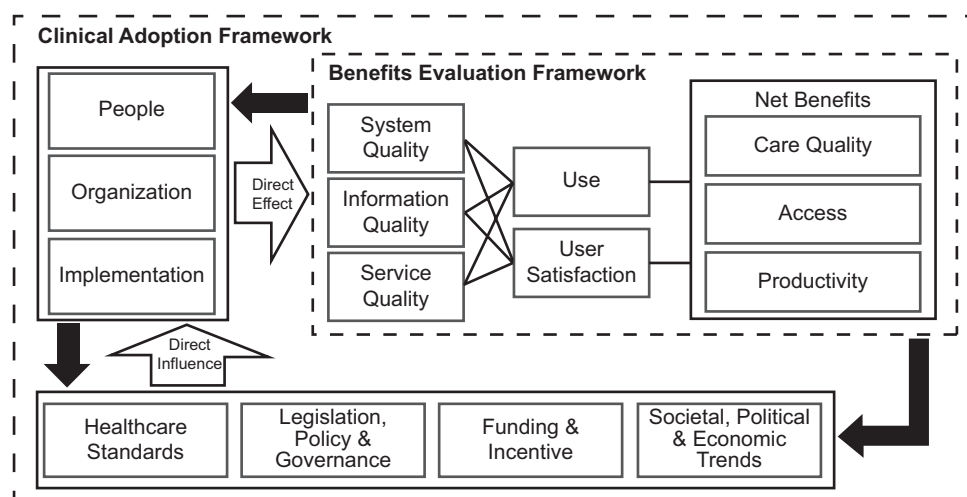 Clinical Adoption Framework
Benefits Evaluation Framework
People
Organization
Implementation
Direct
Effect
System
Quality
Information
Quality
Service
Quality
Use
User
Satisfaction
Net Benefits
Care Quality
Access
Productivity
Direct
Influence
Healthcare
Standards
Legislation,
Policy &
Governance
Funding &
Incentive
Societal, Political
& Economic
Trends